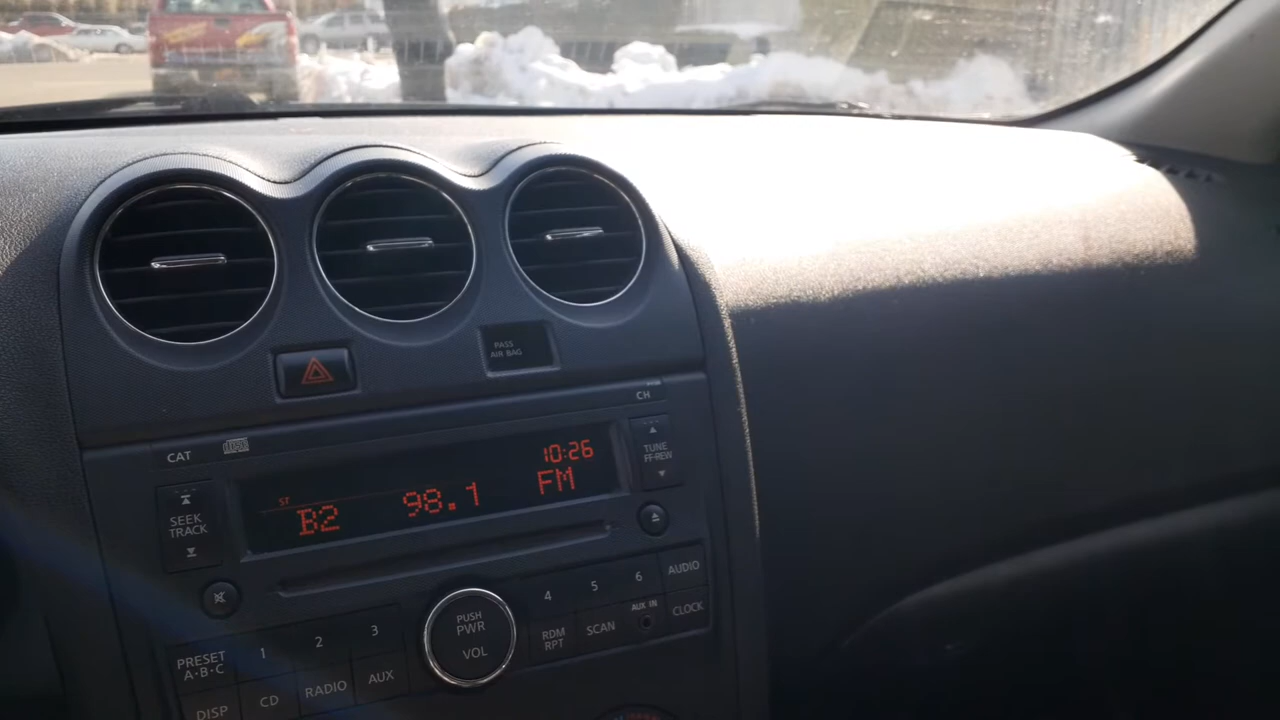 PASS
AIR BAG
CH
CAT
10:26
TUNE
FF·REW
ST
B2 98.1 FM
SEEK
TRACK
4 5 6 AUDIO
PUSH
PWR
VOL
1 2 3
PRESET
A·B·C
RDM
RPT
SCAN
AUX IN
CLOCK
DISP CD RADIO AUX